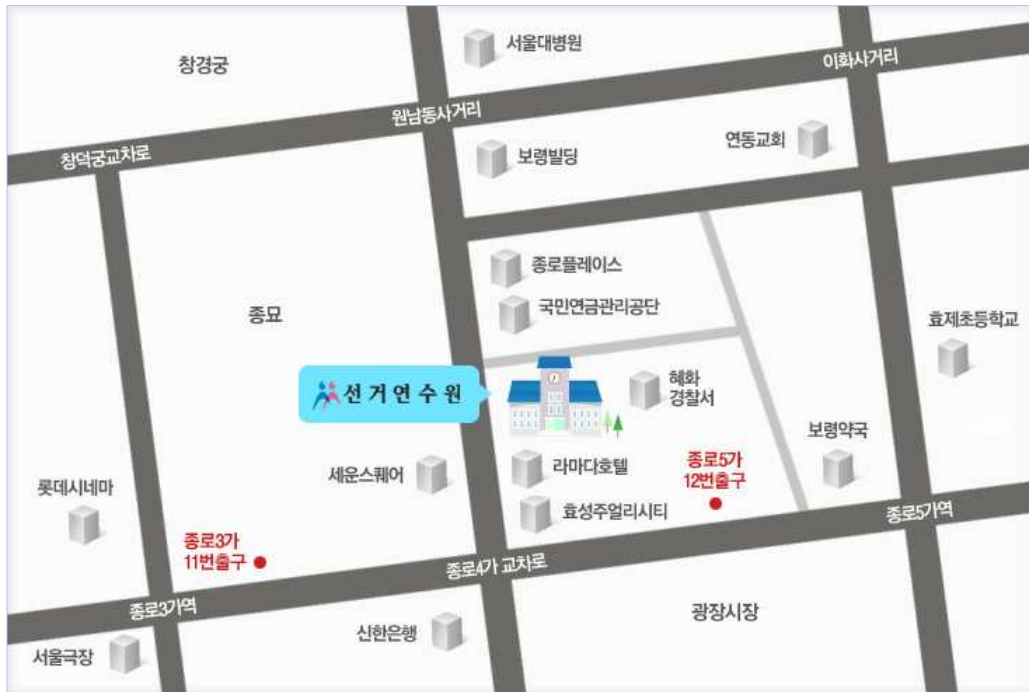 창경궁
서울대병원
이화사거리
원남동사거리
창덕궁교차로
보령빌딩
연동교회
종로플레이스
국민연금관리공단
종묘
효제초등학교
선거연수원
혜화
경찰서
보령약국
세운스퀘어
라마다호텔
종로5가
12번출구
롯데시네마
효성주얼리시티
종로5가역
종로3가
11번출구
종로4가 교차로
종로3가역
광장시장
신한은행
서울극장